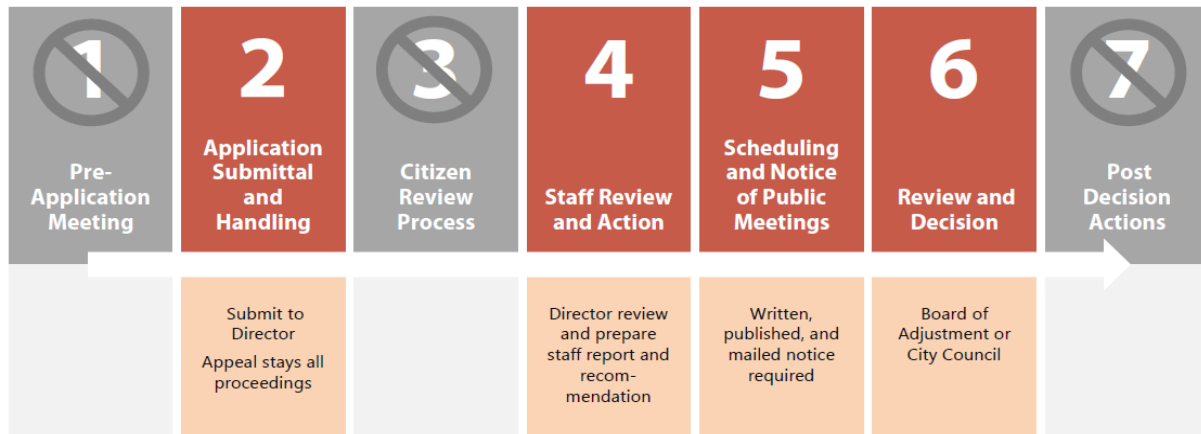 1
Pre-
Application
Meeting
2
Application
Submittal
and
Handling
3
Citizen
Review
Process
4
Staff Review
and Action
5
Scheduling
and Notice
of Public
Meetings
6
Review and
Decision
7
Post
Decision
Actions
Submit to
Director
Appeal stays all
proceedings
Director review
and prepare
staff report and
recom-
mendation
Written,
published, and
mailed notice
required
Board of
Adjustment or
City Council